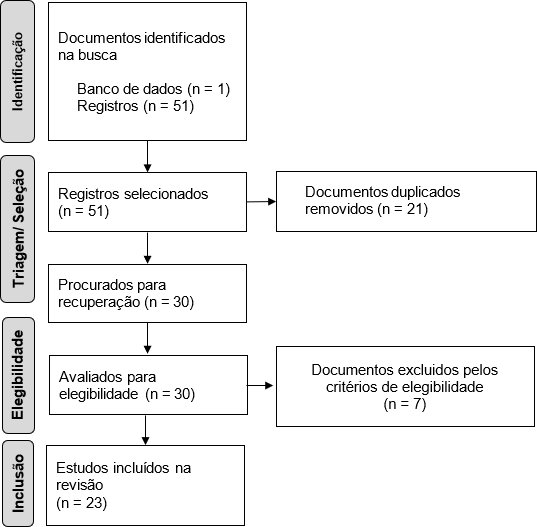 Identificação
Documentos identificados
na busca
Banco de dados (n = 1)
Registros (n = 51)
Triagem/ Seleção
Registros selecionados
(n = 51)
Documentos duplicados
removidos (n = 21)
Procurados para
recuperação (n = 30)
Elegibilidade
Avaliados para
elegibilidade (n = 30)
Documentos excluidos pelos
critérios de elegibilidade
(n = 7)
Inclusão
Estudos incluídos na
revisão
(n = 23)